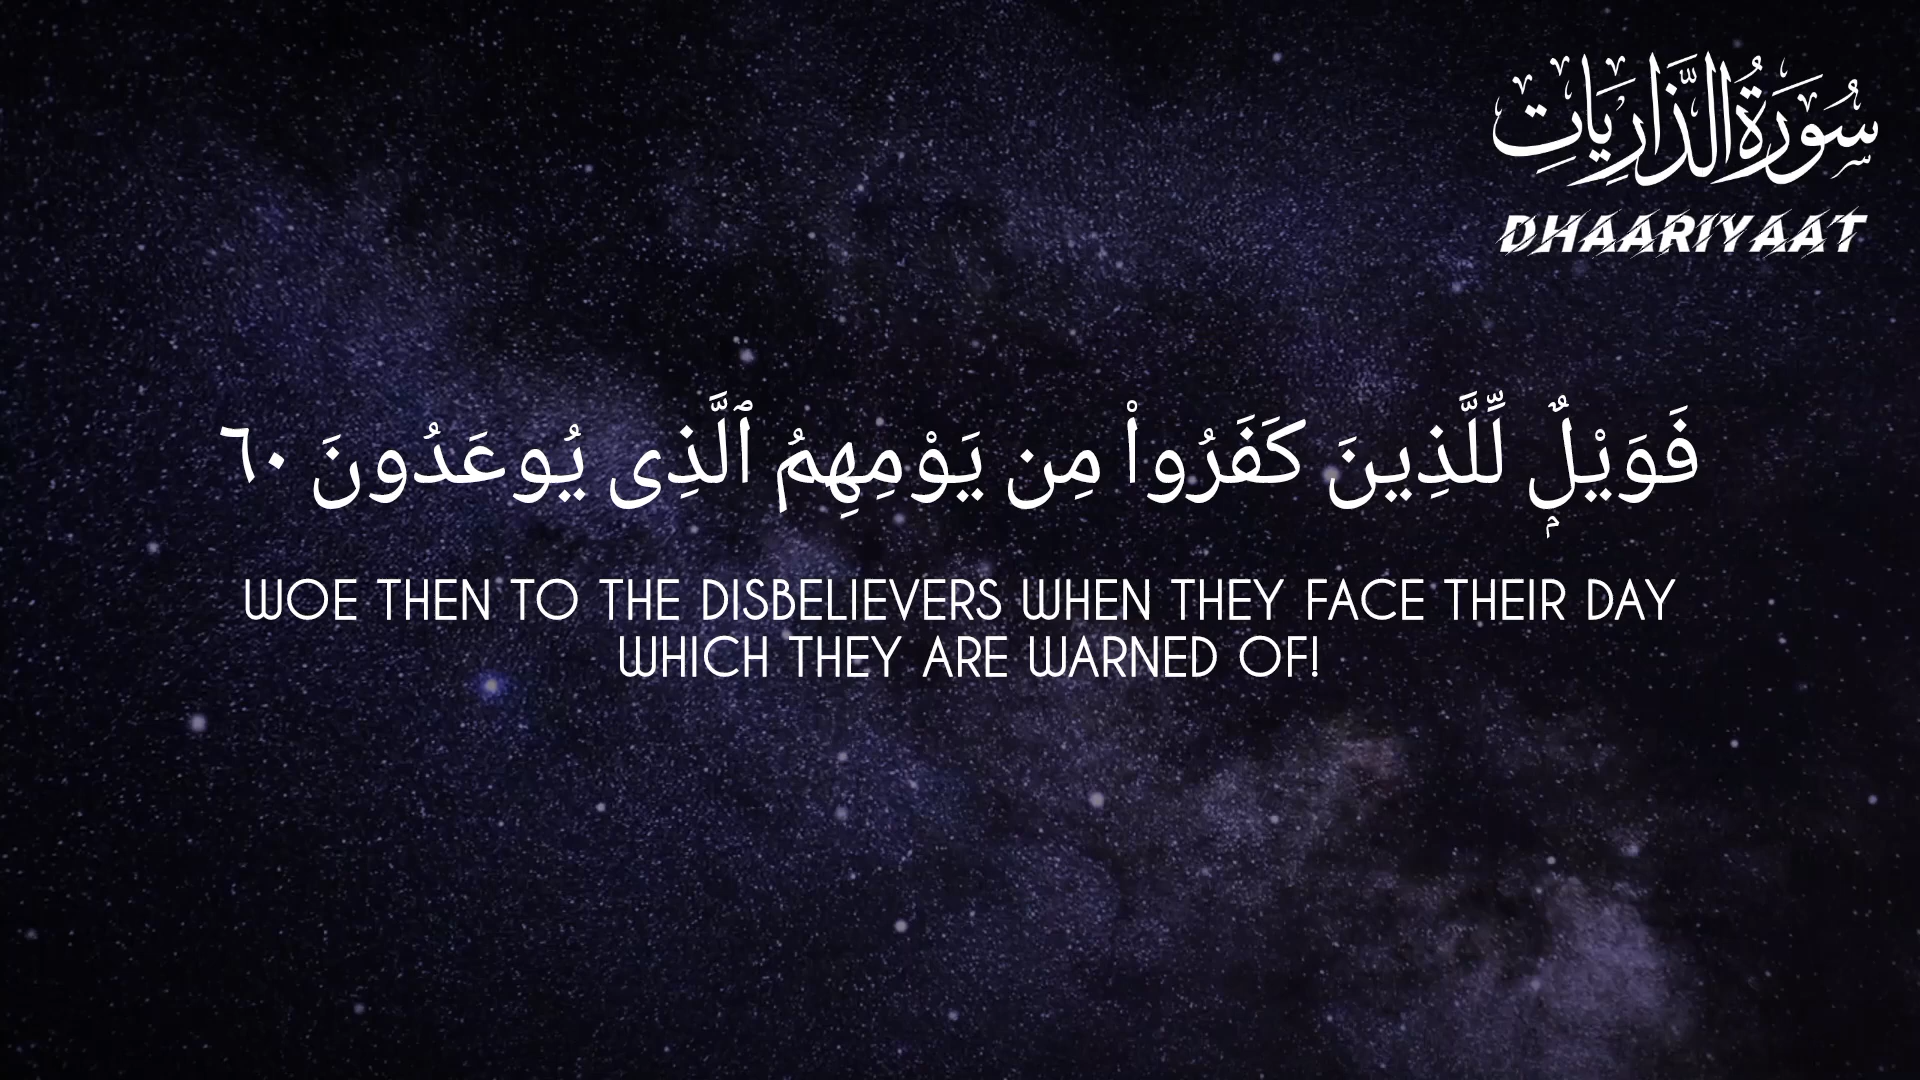 سُورَةُ الذَّارِيَاتِ
DHAARIYAAT
فَوَيْلٌۭ لِّلَّذِينَ كَفَرُوا۟ مِن يَوْمِهِمُ ٱلَّذِى يُوعَدُونَ ٦٠
WOE THEN TO THE DISBELIEVERS WHEN THEY FACE THEIR DAY
WHICH THEY ARE WARNED OF!